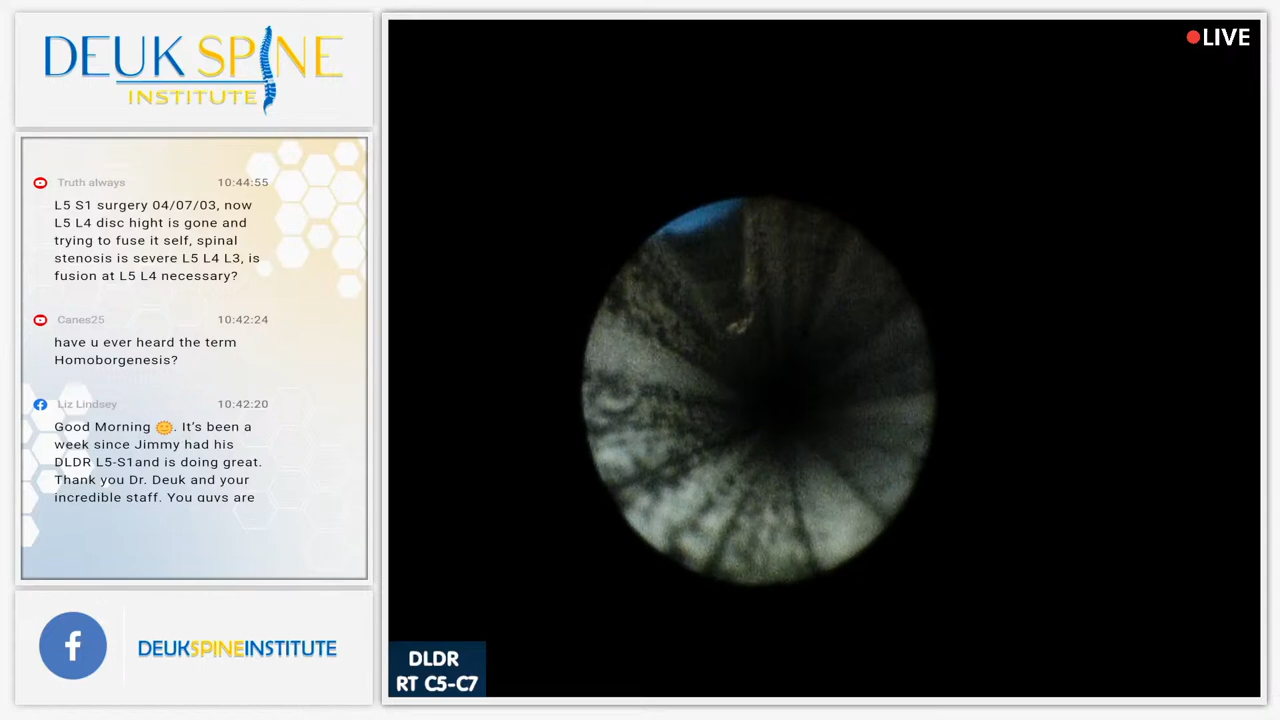 DEUK SPINE
INSTITUTE
Truth always 10:44:55
L5 S1 surgery 04/07/03, now
L5 L4 disc hight is gone and
trying to fuse it self, spinal
stenosis is severe L5 L4 L3, is
fusion at L5 L4 necessary?
Canes25 10:42:24
have u ever heard the term
Homoborgenesis?
Liz Lindsey 10:42:20
Good Morning 😊. It’s been a
week since Jimmy had his
DLDR L5-S1and is doing great.
Thank you Dr. Deuk and your
incredible staff. You guys are
f DEUKSPINEINSTITUTE
LIVE
DLDR
RT C5-C7